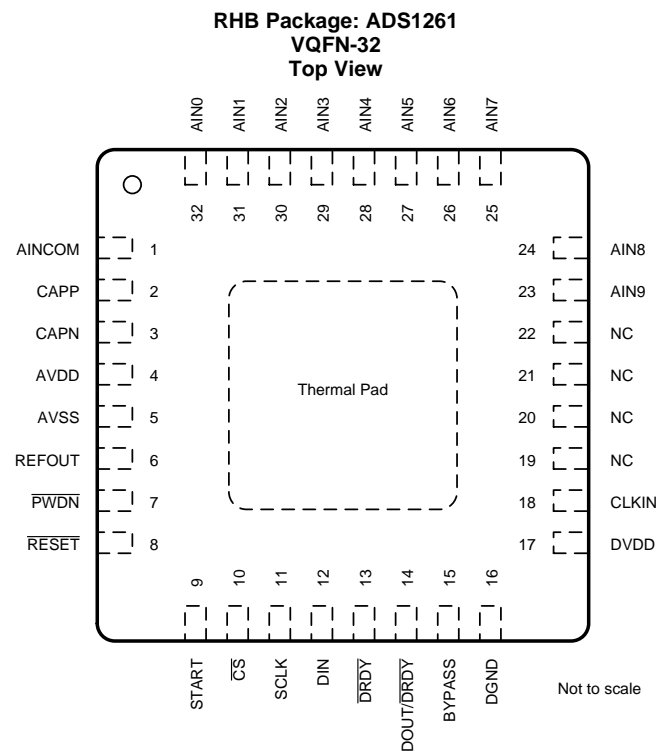 RHB Package: ADS1261
VQFN-32
Top View
AIN0
AIN1
AIN2
AIN3
AIN4
AIN5
AIN6
AIN7
32
31
30
29
28
27
26
25
AINCOM 1
CAPP 2
CAPN 3
AVDD 4
AVSS 5
REFOUT 6
PWDN 7
RESET 8
Thermal Pad
24 AIN8
23 AIN9
22 NC
21 NC
20 NC
19 NC
18 CLKIN
17 DVDD
9
10
11
12
13
14
15
16
START
CS
SCLK
DIN
DRDY
DOUT/DRDY
BYPASS
DGND
Not to scale